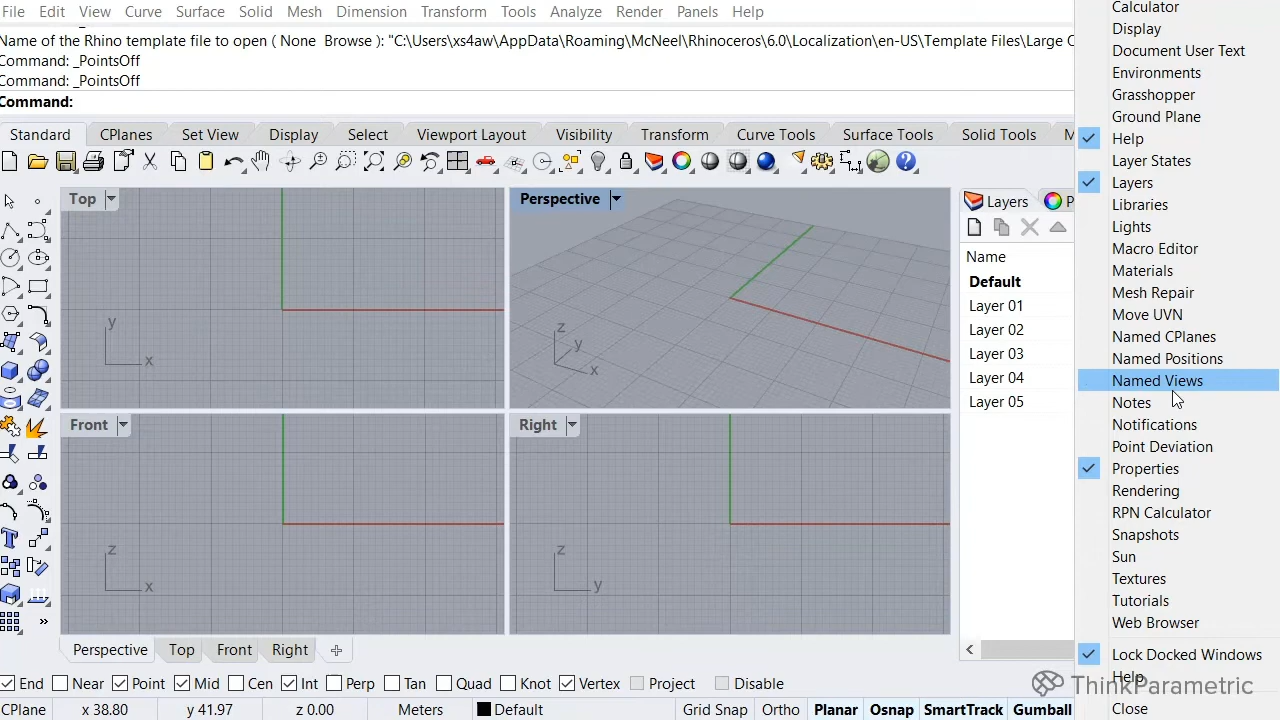 File Edit View Curve Surface Solid Mesh Dimension Transform Tools Analyze Render Panels Help
Name of the Rhino template file to open ( None Browse ): "C:\Users\xs4aw\AppData\Roaming\McNeel\Rhinoceros\6.0\Localization\en-US\Template Files\Large
Command: _PointsOff
Command: _PointsOff
Command:
Standard CPlanes Set View Display Select Viewport Layout Visibility Transform Curve Tools Surface Tools Solid Tools M
Top
y
x
Perspective
z
y
x
Front
z
x
Right
z
y
Layers P
Name
Default
Layer 01
Layer 02
Layer 03
Layer 04
Layer 05
Calculator
Display
Document User Text
Environments
Grasshopper
Ground Plane
Help
Layer States
Layers
Libraries
Lights
Macro Editor
Materials
Mesh Repair
Move UVN
Named CPlanes
Named Positions
Named Views
Notes
Notifications
Point Deviation
Properties
Rendering
RPN Calculator
Snapshots
Sun
Textures
Tutorials
Web Browser
Lock Docked Windows
Help
Close
ThinkParametric
Perspective Top Front Right
End Near Point Mid Cen Int Perp Tan Quad Knot Vertex Project Disable
CPlane x 38.80 y 41.97 z 0.00 Meters Default Grid Snap Ortho Planar Osnap SmartTrack Gumball